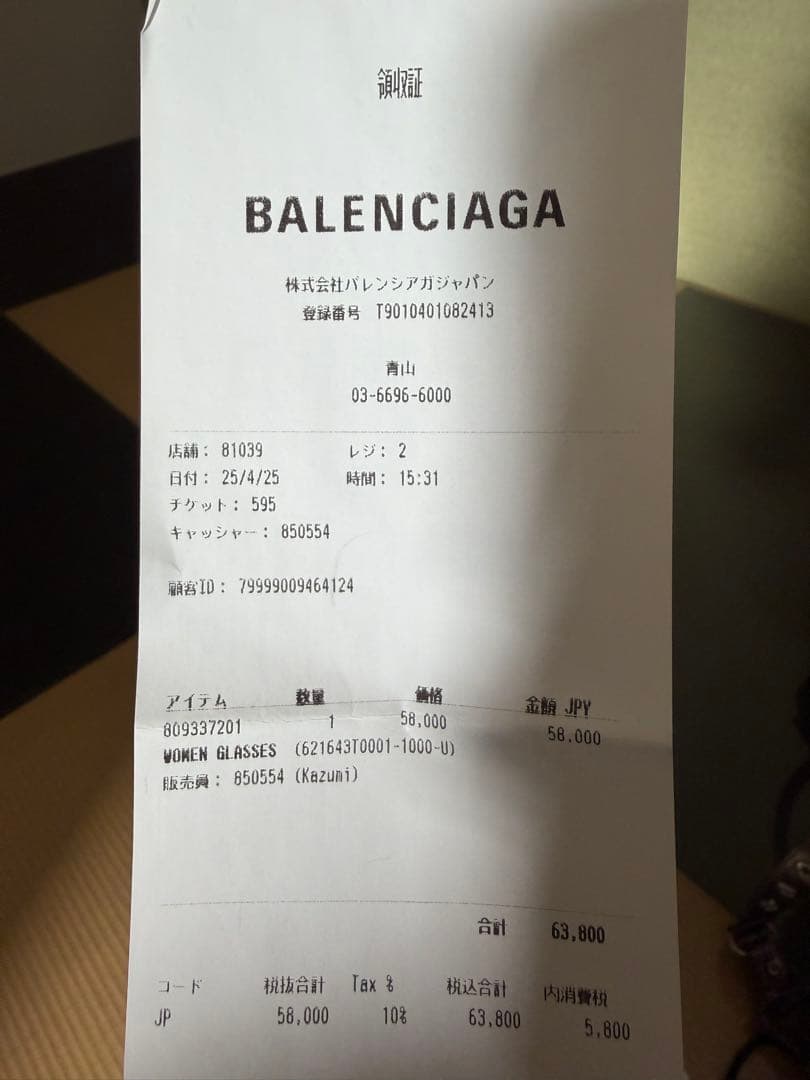 領収証
BALENCIAGA
株式会社バレンシアガジャパン
登録番号 T9010401082413
青山
03-6696-6000
店舗： 81039 レジ： 2
日付： 25/4/25 時間： 15:31
チケット： 595
キャッシャー： 850554
顧客ID： 79999009464124
アイテム 数量 価格 金額 JPY
809337201 1 58,000 58.000
WOMEN GLASSES (621643T0001-1000-U)
販売員： 850554 (Kazumi)
合計 63,800
コード 税抜合計 Tax % 税込合計 内消費税
JP 58,000 10% 63,800 5,800